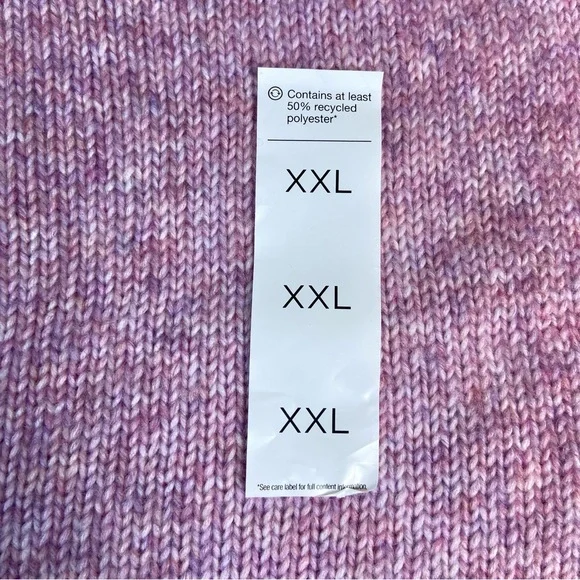 Contains at least
50% recycled
polyester*
XXL
XXL
XXL
*See care label for full content information.